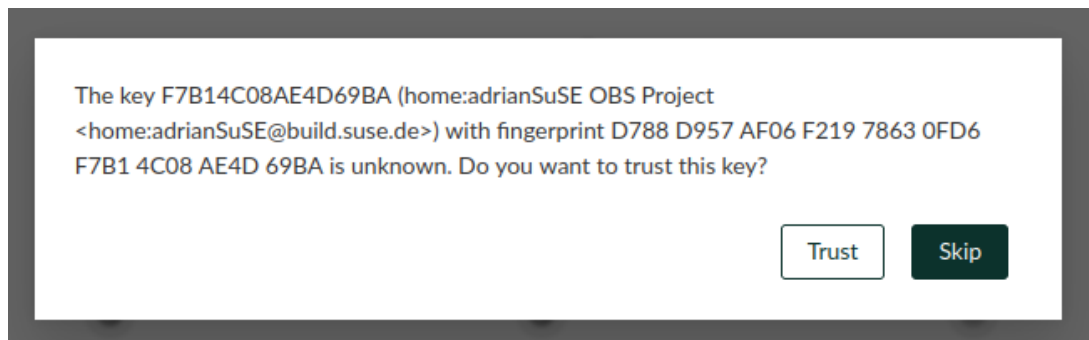 The key F7B14C08AE4D69BA (home:adrianSuSE OBS Project
<home:adrianSuSE@build.suse.de>) with fingerprint D788 D957 AF06 F219 7863 0FD6
F7B1 4C08 AE4D 69BA is unknown. Do you want to trust this key?
Trust Skip